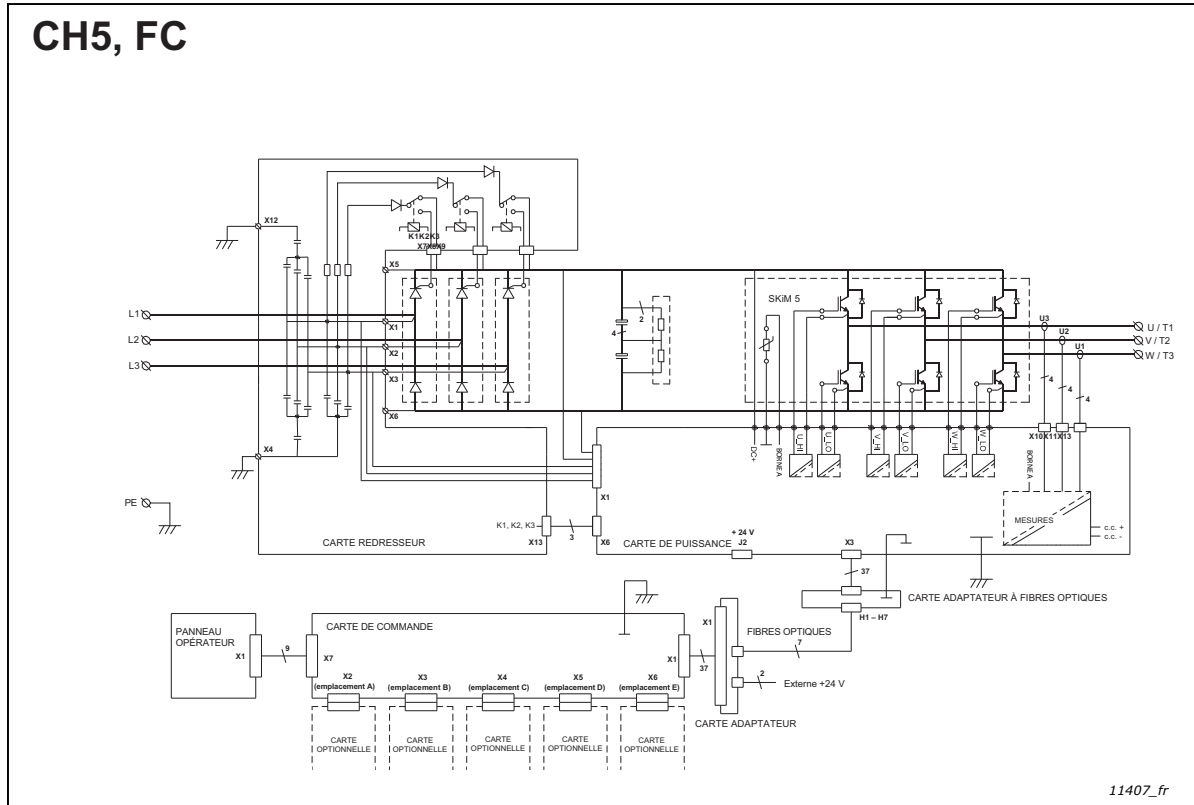 CH5, FC
X12
K1K2K3
X7X8X9
X5
L1
X1
L2
X2
L3
X3
X6
X4
PE
2
4
SKiM 5
U3
U2
U1
U / T1
V / T2
W / T3
4
4
4
DC+
BORNE A
U_HI
U_LO
V_HI
V_LO
W_HI
W_LO
X10X11X13
BORNE A
MESURES
c.c. +
c.c. -
X1
K1, K2, K3
3
X13
X6
CARTE REDRESSEUR
CARTE DE PUISSANCE
+ 24 V
J2
X3
37
CARTE ADAPTATEUR À FIBRES OPTIQUES
H1 – H7
PANNEAU
OPÉRATEUR
X1
9
X7
CARTE DE COMMANDE
X1
37
X1
FIBRES OPTIQUES
7
2
Externe +24 V
CARTE ADAPTATEUR
X2
(emplacement A)
X3
(emplacement B)
X4
(emplacement C)
X5
(emplacement D)
X6
(emplacement E)
CARTE
OPTIONNELLE
CARTE
OPTIONNELLE
CARTE
OPTIONNELLE
CARTE
OPTIONNELLE
CARTE
OPTIONNELLE
11407_fr